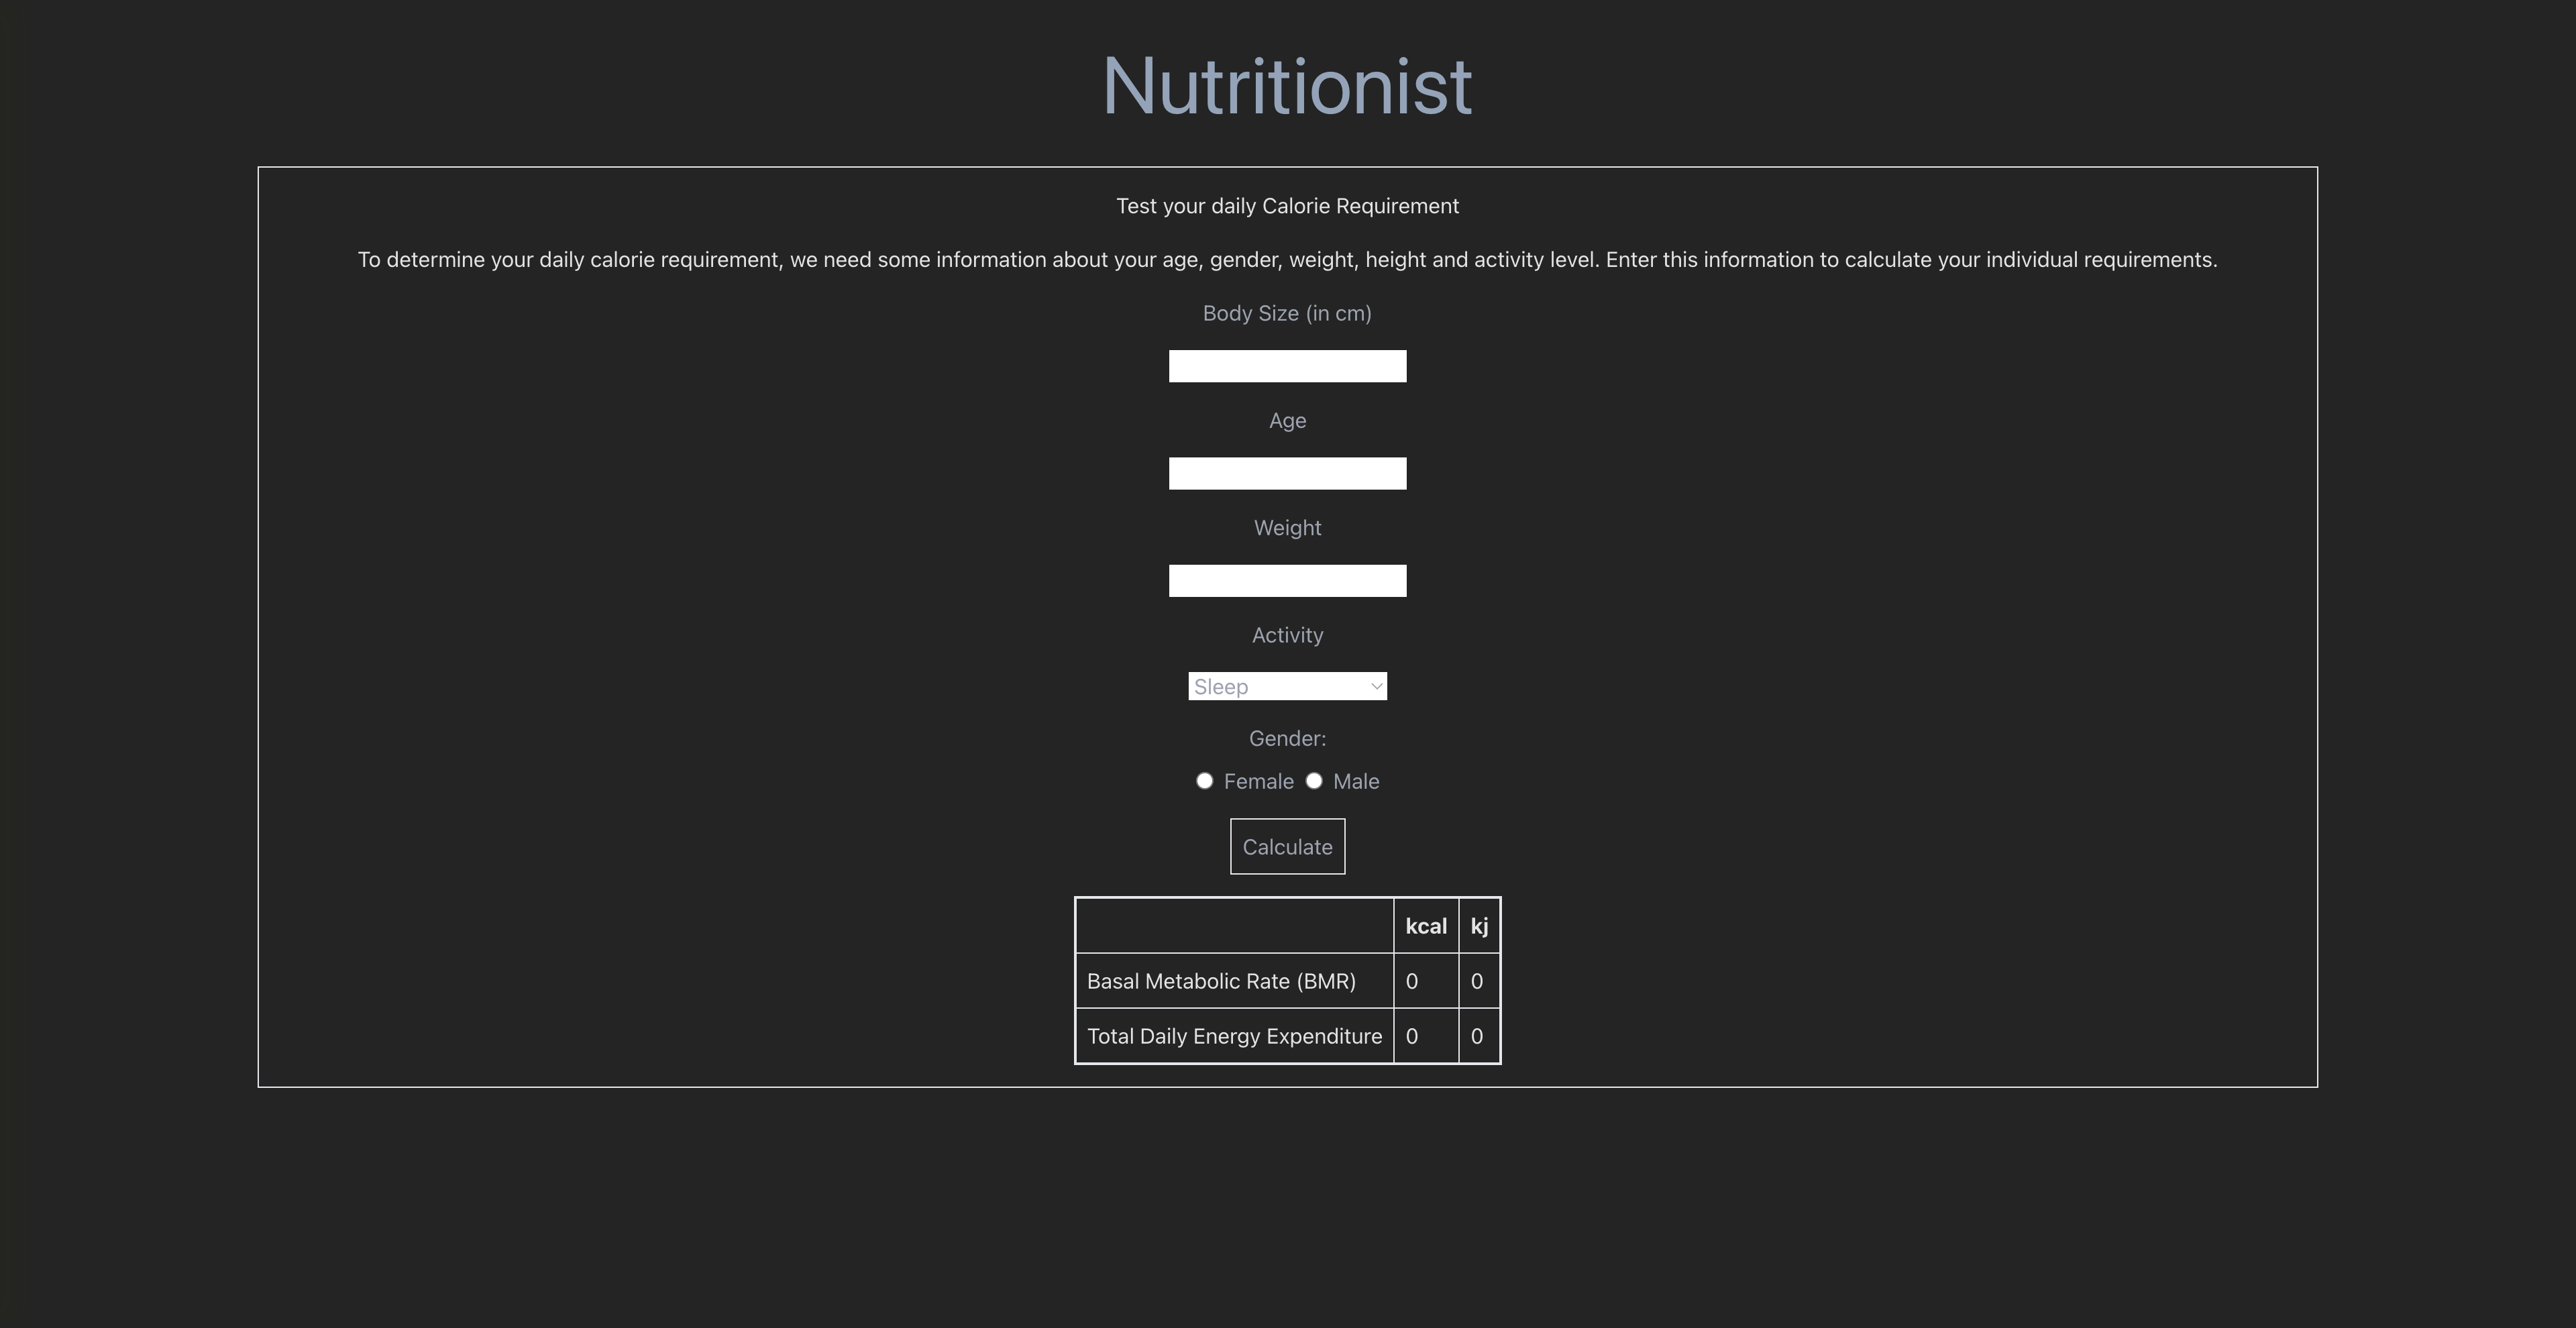 Nutritionist
Test your daily Calorie Requirement
To determine your daily calorie requirement, we need some information about your age, gender, weight, height and activity level. Enter this information to calculate your individual requirements.
Body Size (in cm)
Age
Weight
Activity
Sleep
Gender:
Female Male
Calculate
kcal kj
Basal Metabolic Rate (BMR) 0 0
Total Daily Energy Expenditure 0 0